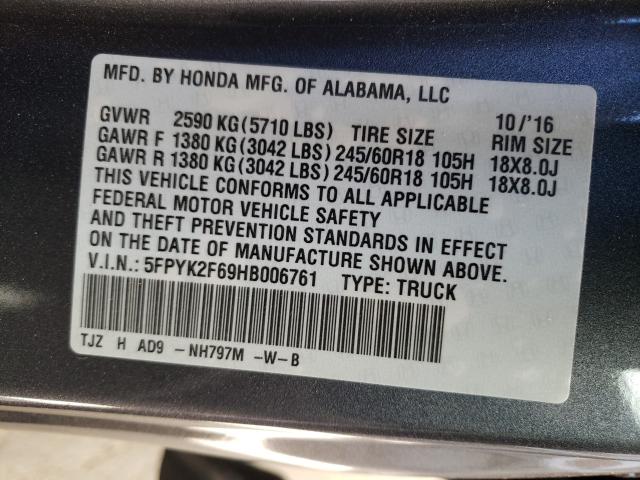 MFD. BY HONDA MFG. OF ALABAMA, LLC
GVWR 2590 KG(5710 LBS) TIRE SIZE 10/'16 RIM SIZE
GAWR F 1380 KG(3042 LBS) 245/60R18 105H 18X8.0J
GAWR R 1380 KG(3042 LBS) 245/60R18 105H 18X8.0J
THIS VEHICLE CONFORMS TO ALL APPLICABLE
FEDERAL MOTOR VEHICLE SAFETY
AND THEFT PREVENTION STANDARDS IN EFFECT
ON THE DATE OF MANUFACTURE SHOWN ABOVE.
V.I.N.: 5FPYK2F69HB006761 TYPE: TRUCK
TJZ H AD9 -NH797M -W-B